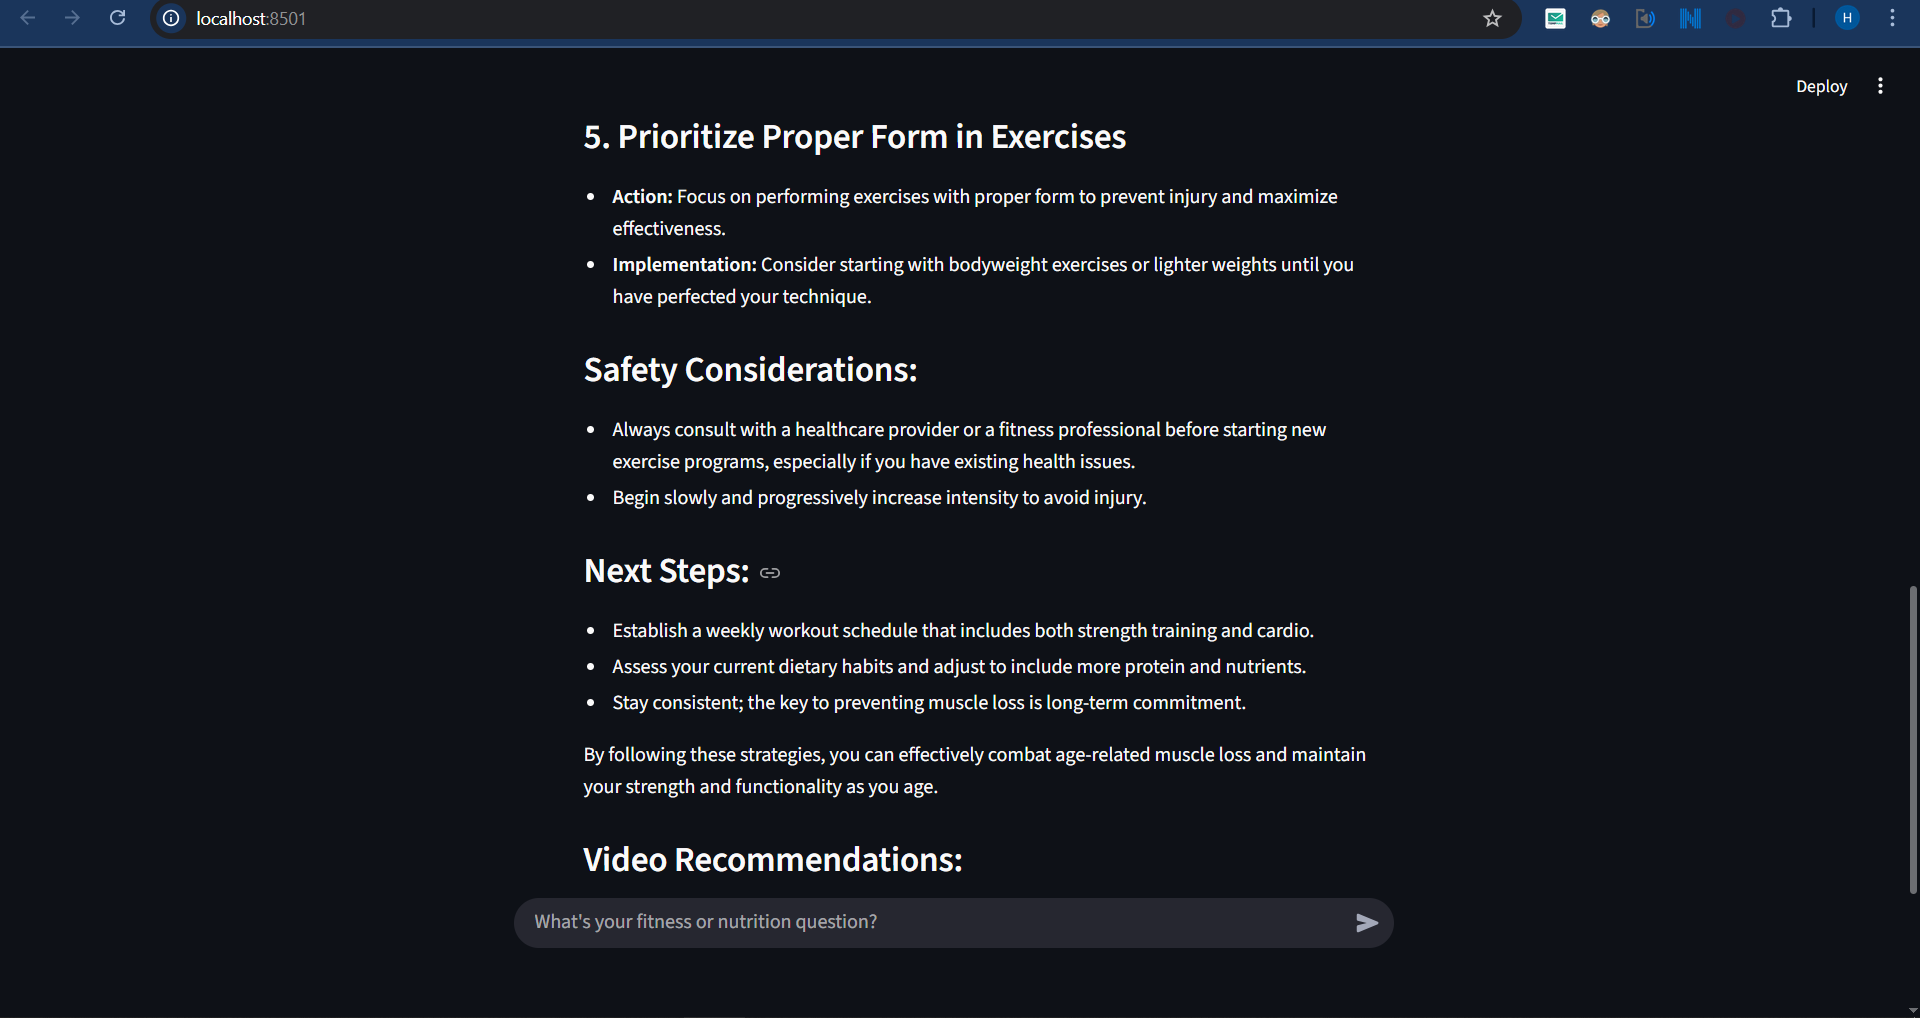 localhost:8501
H
Deploy
5. Prioritize Proper Form in Exercises
Action: Focus on performing exercises with proper form to prevent injury and maximize
effectiveness.
Implementation: Consider starting with bodyweight exercises or lighter weights until you
have perfected your technique.
Safety Considerations:
Always consult with a healthcare provider or a fitness professional before starting new
exercise programs, especially if you have existing health issues.
Begin slowly and progressively increase intensity to avoid injury.
Next Steps:
Establish a weekly workout schedule that includes both strength training and cardio.
Assess your current dietary habits and adjust to include more protein and nutrients.
Stay consistent; the key to preventing muscle loss is long-term commitment.
By following these strategies, you can effectively combat age-related muscle loss and maintain
your strength and functionality as you age.
Video Recommendations:
What's your fitness or nutrition question?